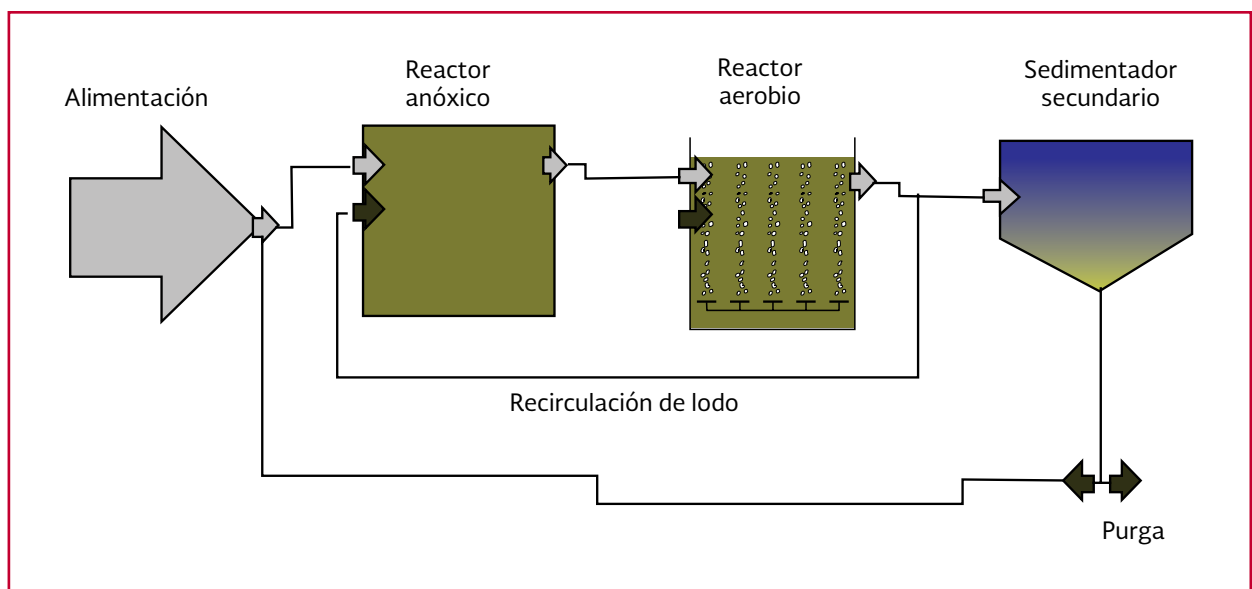 Alimentación
Reactor
anóxico
Reactor
aerobio
Sedimentador
secundario
Recirculación de lodo
Purga